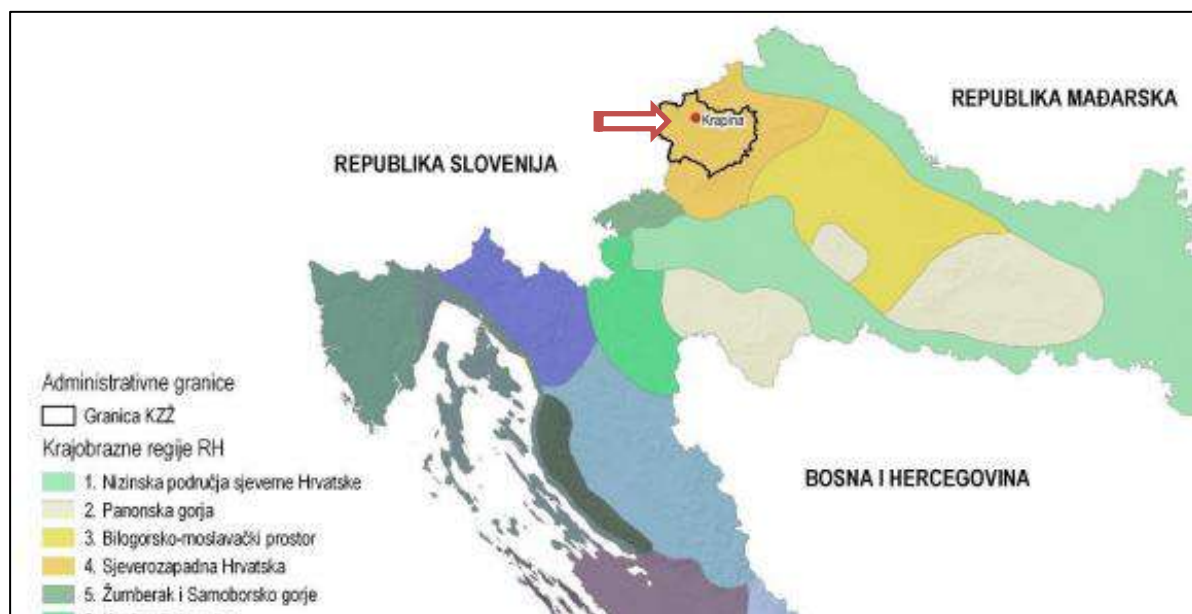 REPUBLIKA MAĐARSKA
Krapina
REPUBLIKA SLOVENIJA
BOSNA I HERCEGOVINA
Administrativne granice
Granica KZŽ
Krajobrazne regije RH
1. Nizinska područja sjeverne Hrvatske
2. Panonska gorja
3. Bilogorsko-moslavački prostor
4. Sjeverozapadna Hrvatska
5. Žumberak i Samoborsko gorje